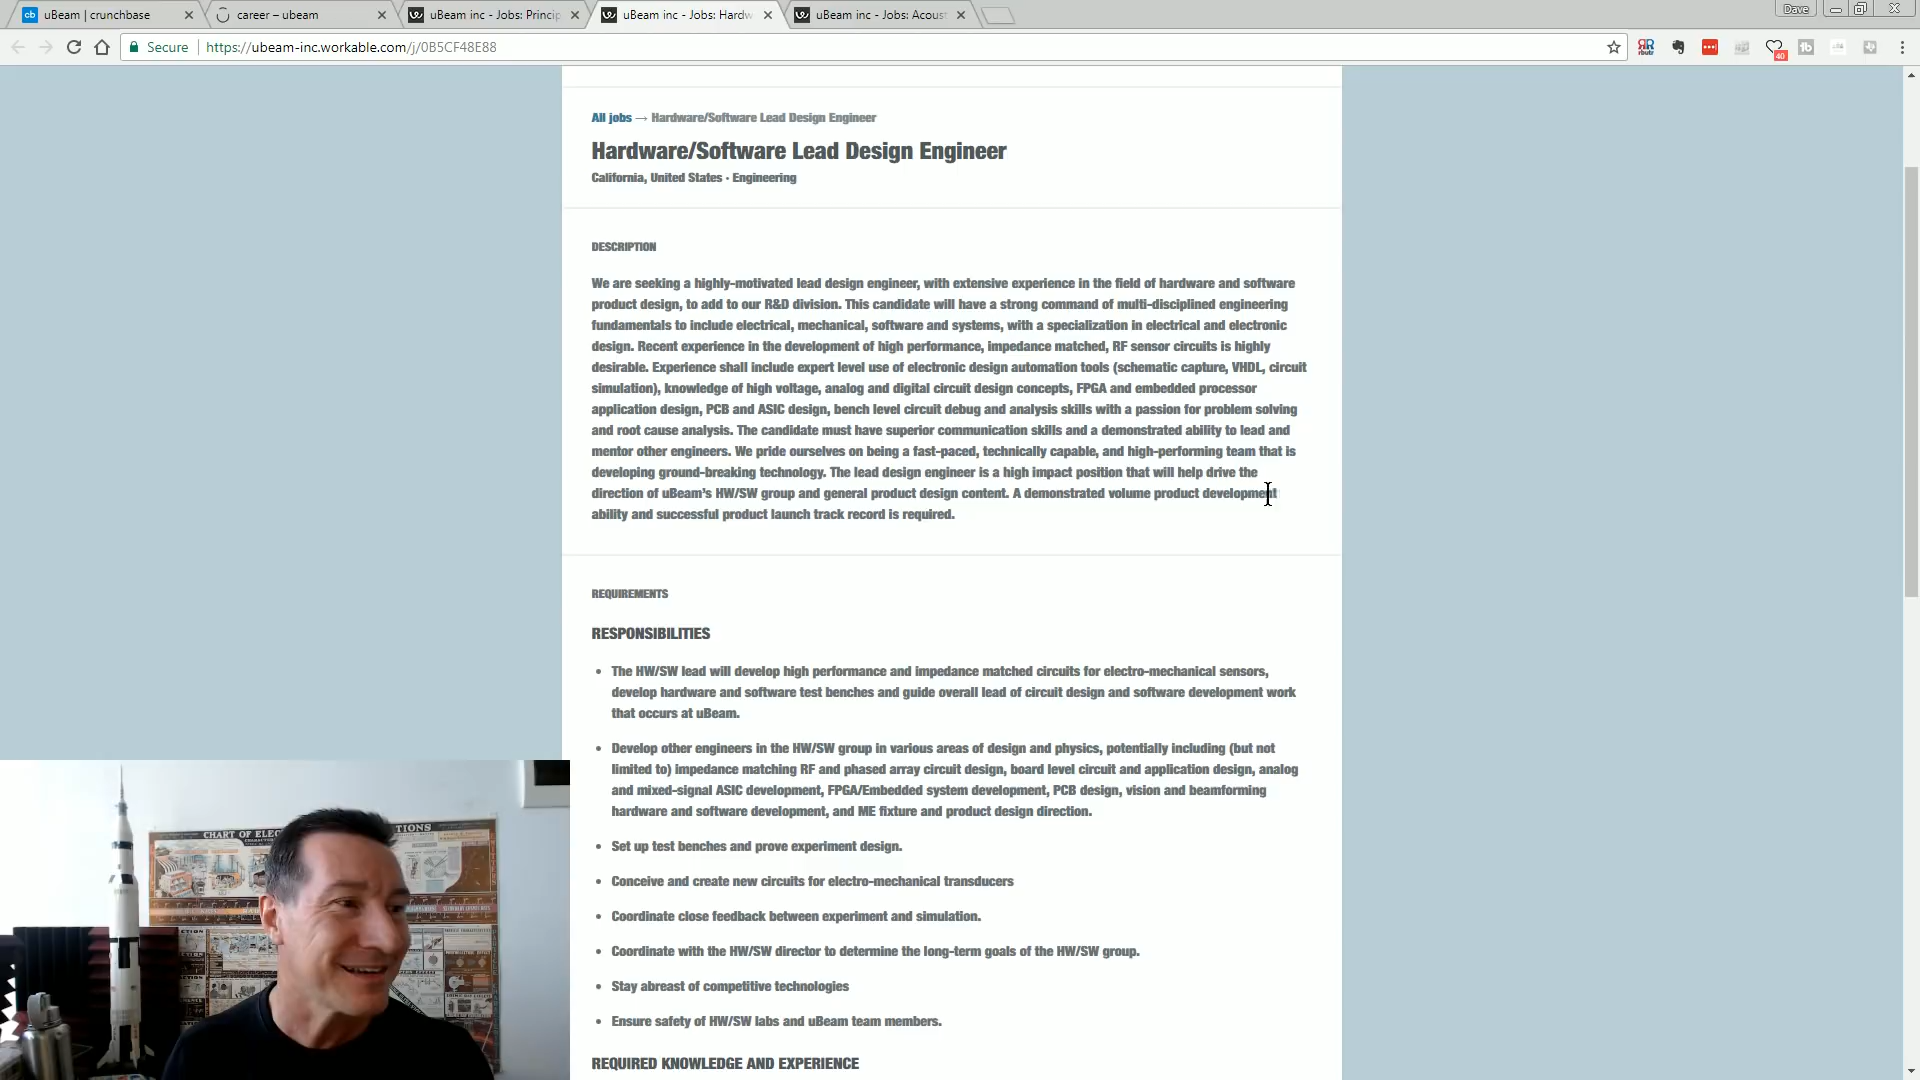 uBeam | crunchbase
career – ubeam
uBeam inc - Jobs: Princip
uBeam inc - Jobs: Hardw
uBeam inc - Jobs: Acoust
Dave
Secure
https://ubeam-inc.workable.com/j/0B5CF48E88
All jobs → Hardware/Software Lead Design Engineer
Hardware/Software Lead Design Engineer
California, United States · Engineering
DESCRIPTION
We are seeking a highly-motivated lead design engineer, with extensive experience in the field of hardware and software
product design, to add to our R&D division. This candidate will have a strong command of multi-disciplined engineering
fundamentals to include electrical, mechanical, software and systems, with a specialization in electrical and electronic
design. Recent experience in the development of high performance, impedance matched, RF sensor circuits is highly
desirable. Experience shall include expert level use of electronic design automation tools (schematic capture, VHDL, circuit
simulation), knowledge of high voltage, analog and digital circuit design concepts, FPGA and embedded processor
application design, PCB and ASIC design, bench level circuit debug and analysis skills with a passion for problem solving
and root cause analysis. The candidate must have superior communication skills and a demonstrated ability to lead and
mentor other engineers. We pride ourselves on being a fast-paced, technically capable, and high-performing team that is
developing ground-breaking technology. The lead design engineer is a high impact position that will help drive the
direction of uBeam's HW/SW group and general product design content. A demonstrated volume product development
ability and successful product launch track record is required.
REQUIREMENTS
RESPONSIBILITIES
• The HW/SW lead will develop high performance and impedance matched circuits for electro-mechanical sensors,
develop hardware and software test benches and guide overall lead of circuit design and software development work
that occurs at uBeam.
• Develop other engineers in the HW/SW group in various areas of design and physics, potentially including (but not
limited to) impedance matching RF and phased array circuit design, board level circuit and application design, analog
and mixed-signal ASIC development, FPGA/Embedded system development, PCB design, vision and beamforming
hardware and software development, and ME fixture and product design direction.
• Set up test benches and prove experiment design.
• Conceive and create new circuits for electro-mechanical transducers
• Coordinate close feedback between experiment and simulation.
• Coordinate with the HW/SW director to determine the long-term goals of the HW/SW group.
• Stay abreast of competitive technologies
• Ensure safety of HW/SW labs and uBeam team members.
REQUIRED KNOWLEDGE AND EXPERIENCE
CHART OF ELEC